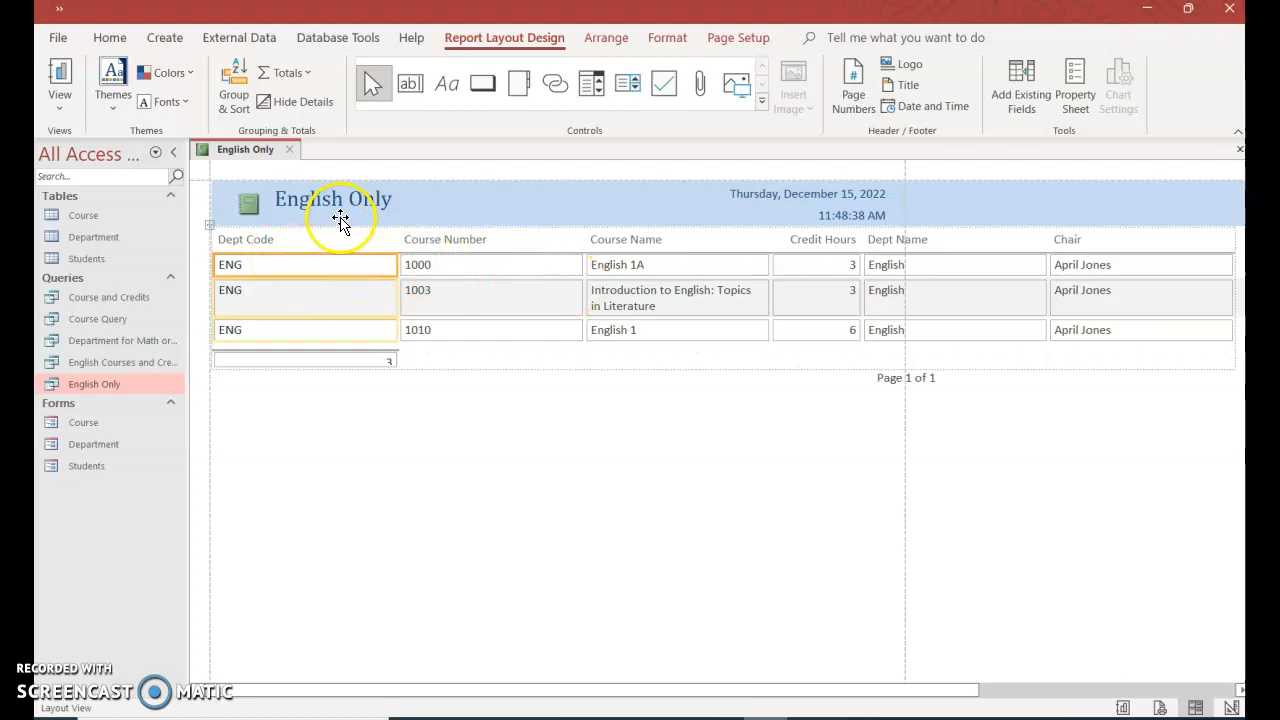 File Home Create External Data Database Tools Help Report Layout Design Arrange Format Page Setup Tell me what you want to do
View Themes Colors Fonts Group & Sort Totals Hide Details Insert Image Page Numbers Logo Title Date and Time Add Existing Fields Property Sheet Chart Settings
Views Themes Grouping & Totals Controls Header / Footer Tools
All Access ... English Only
Search...
Tables
Course
Department
Students
Queries
Course and Credits
Course Query
Department for Math or...
English Courses and Cre...
English Only
Forms
Course
Department
Students
English Only Thursday, December 15, 2022
11:48:38 AM
Dept Code Course Number Course Name Credit Hours Dept Name Chair
ENG 1000 English 1A 3 English April Jones
ENG 1003 Introduction to English: Topics in Literature 3 English April Jones
ENG 1010 English 1 6 English April Jones
3
Page 1 of 1
RECORDED WITH
SCREENCAST MATIC
Layout View